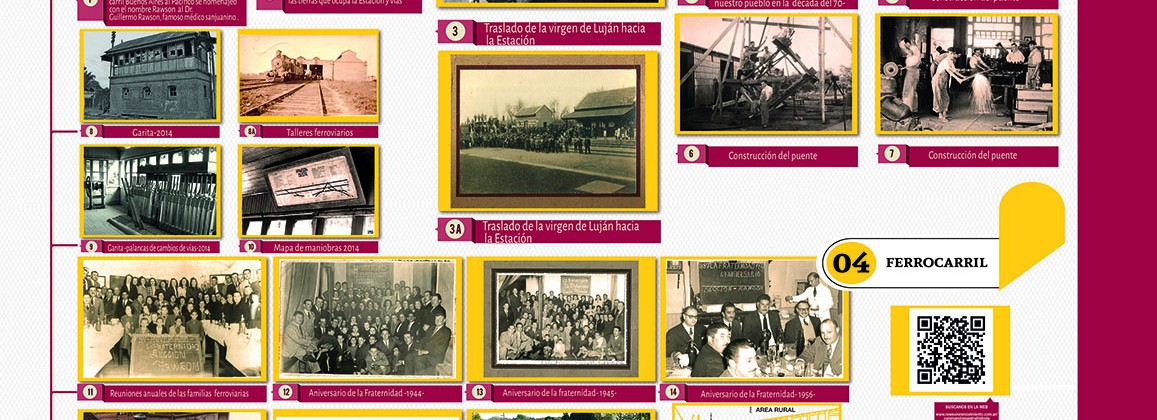 carril Buenos Aires al Pacífico se homenajeó
con el nombre Rawson al Dr.
Guillermo Rawson, famoso médico sanjuanino.
las tierras que ocupa la Estación y vías
nuestro pueblo en la década del 70-
Construcción del puente
3 Traslado de la virgen de Luján hacia
la Estación
8 Garita-2014
8A Talleres ferroviarios
6 Construcción del puente
7 Construcción del puente
3A Traslado de la virgen de Luján hacia
la Estación
9 Garita -palancas de cambios de vías-2014
10 Mapa de maniobras 2014
04 FERROCARRIL
11 Reuniones anuales de las familias ferroviarias
12 Aniversario de la Fraternidad -1944-
13 Aniversario de la fraternidad- 1945-
14 Aniversario de la Fraternidad- 1956-
BUSCANOS EN LA WEB
AREA RURAL